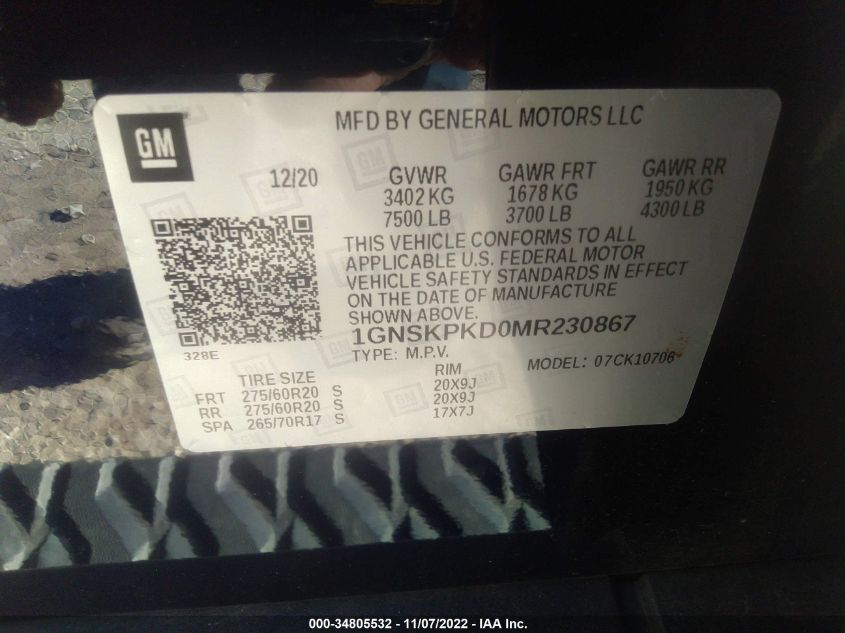 GM
MFD BY GENERAL MOTORS LLC
12/20 GVWR GAWR FRT GAWR RR
3402 KG 1678 KG 1950 KG
7500 LB 3700 LB 4300 LB
THIS VEHICLE CONFORMS TO ALL
APPLICABLE U.S. FEDERAL MOTOR
VEHICLE SAFETY STANDARDS IN EFFECT
ON THE DATE OF MANUFACTURE
SHOWN ABOVE.
1GNSKPKD0MR230867
328E
TYPE: M.P.V. MODEL: 07CK10706
TIRE SIZE RIM
FRT 275/60R20 S 20X9J
RR 275/60R20 S 20X9J
SPA 265/70R17 S 17X7J
000-34805532 - 11/07/2022 - IAA Inc.